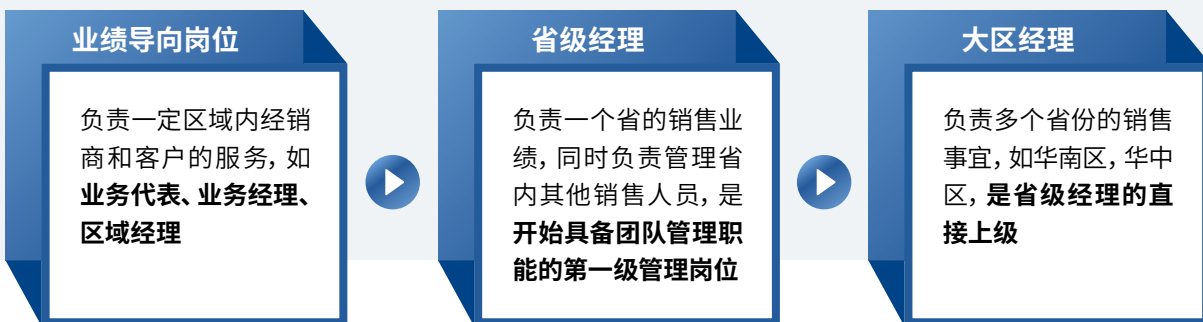 业绩导向岗位
负责一定区域内经销
商和客户的服务，如
业务代表、业务经理、
区域经理
省级经理
负责一个省的销售业
绩，同时负责管理省
内其他销售人员，是
开始具备团队管理职
能的第一级管理岗位
大区经理
负责多个省份的销售
事宜，如华南区，华中
区，是省级经理的直
接上级